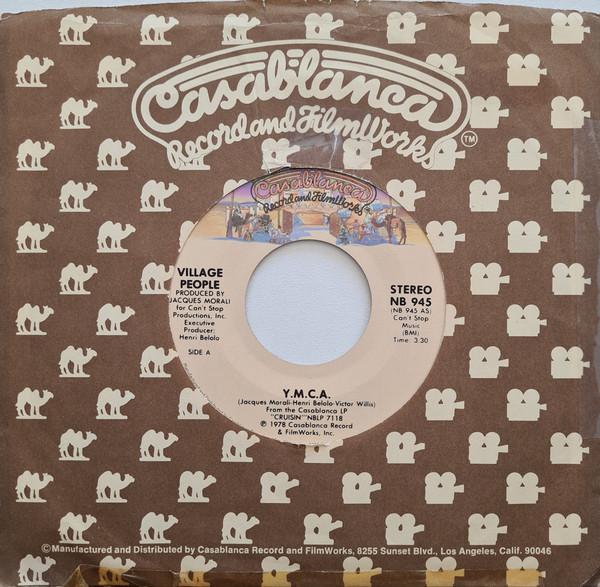 Casablanca
Record and FilmWorks
TM
Casablanca
Record and FilmWorks
VILLAGE
PEOPLE
PRODUCED BY
JACQUES MORALI
for Can't Stop
Productions, Inc.
Executive
Producer:
Henri Belolo
SIDE A
STEREO
NB 945
(NB 945 AS)
Can't Stop
Music
(BMI)
Time: 3:30
Y.M.C.A.
(Jacques Morali-Henri Belolo-Victor Willis)
From the Casablanca LP
"CRUISIN'" NBLP 7118
℗ 1978 Casablanca Record
& FilmWorks, Inc.
©Manufactured and Distributed by Casablanca Record and FilmWorks, 8255 Sunset Blvd., Los Angeles, Calif. 90046